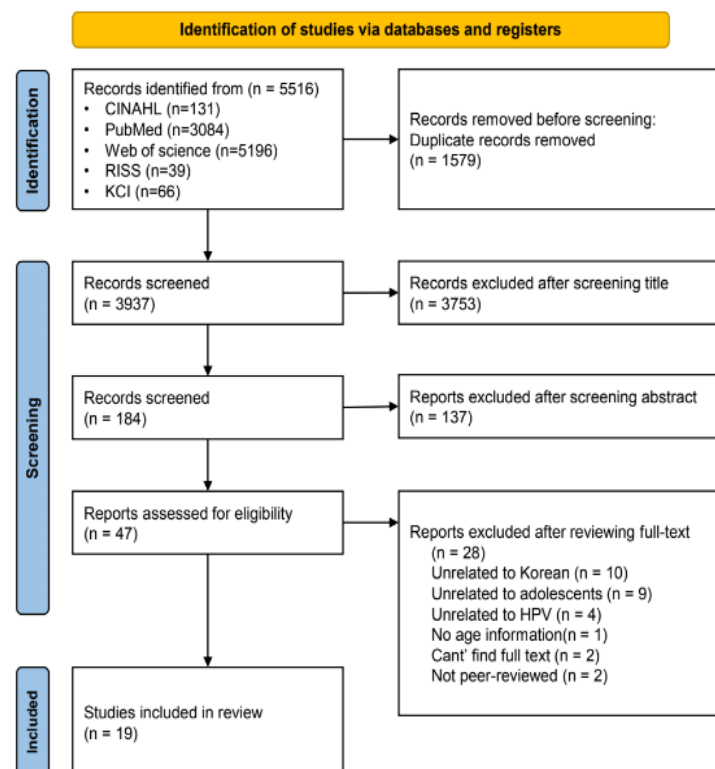 Identification of studies via databases and registers
Identification
Records identified from (n = 5516)
• CINAHL (n=131)
• PubMed (n=3084)
• Web of science (n=5196)
• RISS (n=39)
• KCI (n=66)
Records removed before screening:
Duplicate records removed
(n = 1579)
Screening
Records screened
(n = 3937)
Records excluded after screening title
(n = 3753)
Records screened
(n = 184)
Reports excluded after screening abstract
(n = 137)
Reports assessed for eligibility
(n = 47)
Reports excluded after reviewing full-text
(n = 28)
Unrelated to Korean (n = 10)
Unrelated to adolescents (n = 9)
Unrelated to HPV (n = 4)
No age information(n = 1)
Cant' find full text (n = 2)
Not peer-reviewed (n = 2)
Included
Studies included in review
(n = 19)